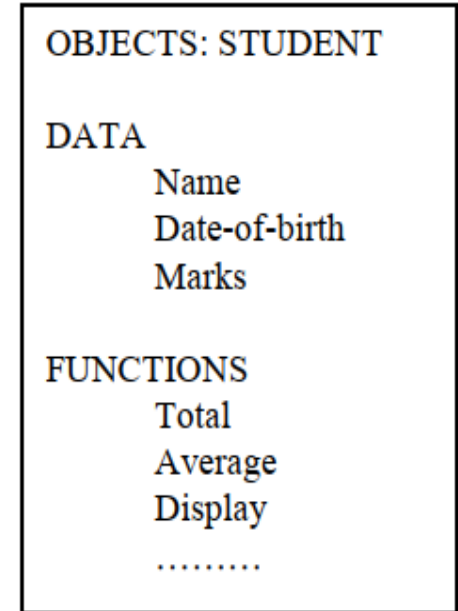 OBJECTS: STUDENT
DATA
Name
Date-of-birth
Marks
FUNCTIONS
Total
Average
Display
………